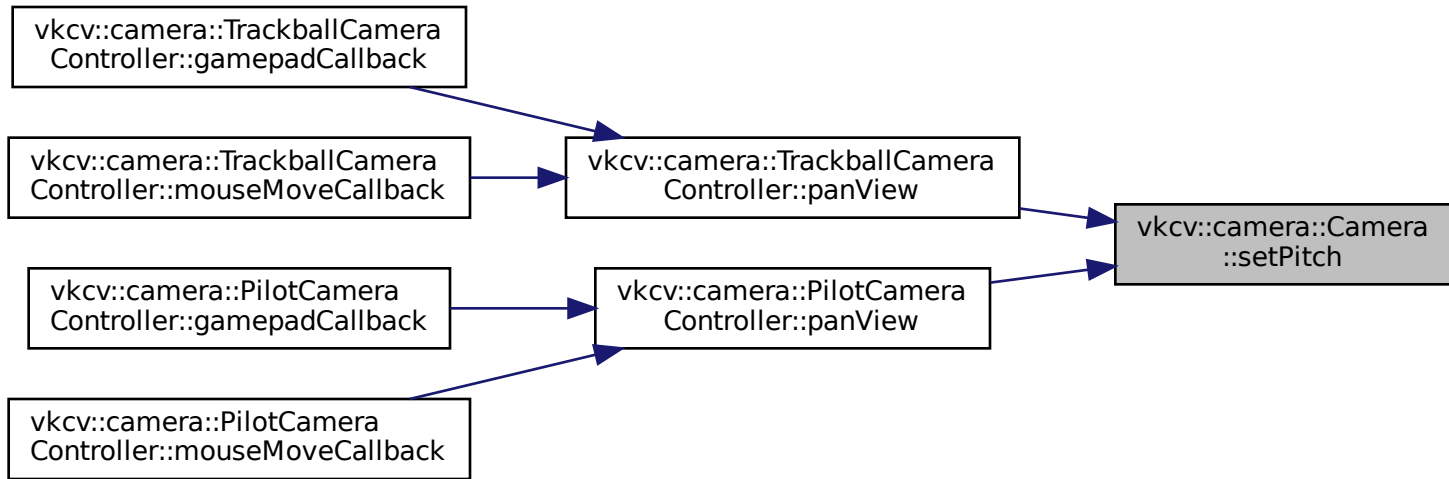 vkcv::camera::TrackballCamera
Controller::gamepadCallback
vkcv::camera::TrackballCamera
Controller::mouseMoveCallback
vkcv::camera::TrackballCamera
Controller::panView
vkcv::camera::Camera
::setPitch
vkcv::camera::PilotCamera
Controller::gamepadCallback
vkcv::camera::PilotCamera
Controller::panView
vkcv::camera::PilotCamera
Controller::mouseMoveCallback